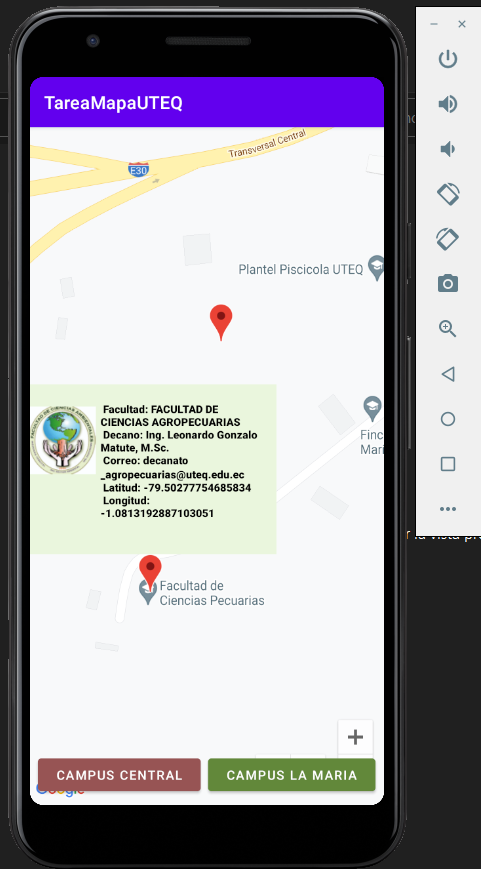 TareaMapaUTEQ
Transversal Central
E30
Plantel Piscicola UTEQ
Facultad: FACULTAD DE
CIENCIAS AGROPECUARIAS
Decano: Ing. Leonardo Gonzalo
Matute, M.Sc.
Correo: decanato
_agropecuarias@uteq.edu.ec
Latitud: -79.50277754685834
Longitud:
-1.0813192887103051
Finc
Mari
Facultad de
Ciencias Pecuarias
CAMPUS CENTRAL
CAMPUS LA MARIA
Google